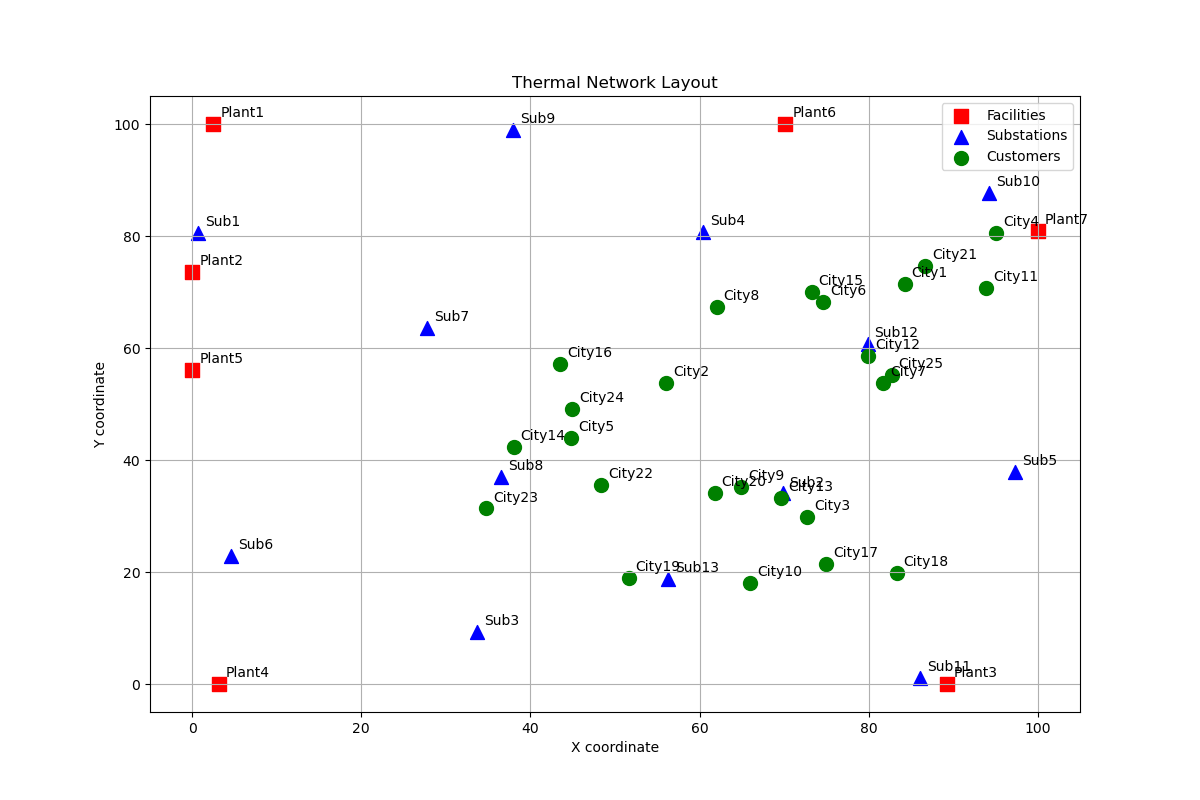 Thermal Network Layout
Plant1
Sub9
Plant6
Facilities
Substations
Customers
Sub10
Sub1
Sub4
City4
Plant7
Plant2
City21
City1
City11
City15
City6
City8
Sub7
Sub12
City12
Plant5
City16
City2
City25
City7
City24
City5
City14
Sub8
City22
City9
City20
Sub2
City13
Sub5
City23
City3
Sub6
City17
City18
City19
Sub13
City10
Sub3
Plant4
Sub11
Plant3
100
80
60
40
20
0
Y coordinate
0
20
40
60
80
100
X coordinate